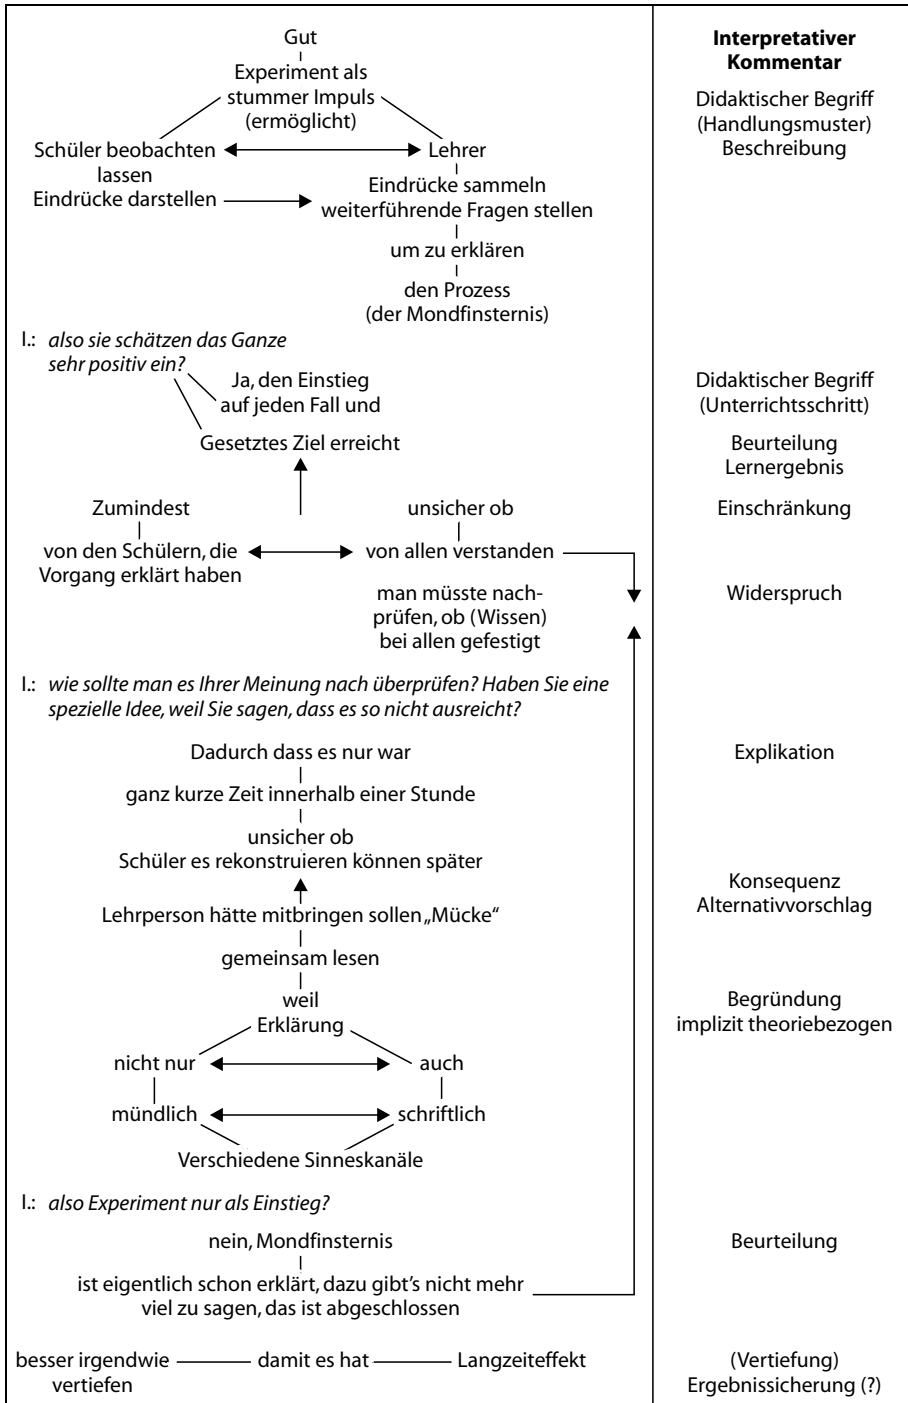 Gut
Interpretativer
Kommentar
Experiment als
stummer Impuls
(ermöglicht)
Didaktischer Begriff
(Handlungsmuster)
Beschreibung
Schüler beobachten
lassen
Eindrücke darstellen
Lehrer
Eindrücke sammeln
weiterführende Fragen stellen
um zu erklären
den Prozess
(der Mondfinsternis)
I.: also sie schätzen das Ganze
sehr positiv ein?
Ja, den Einstieg
auf jeden Fall und
Didaktischer Begriff
(Unterrichtsschritt)
Gesetztes Ziel erreicht
Beurteilung
Lernergebnis
Zumindest
unsicher ob
Einschränkung
von den Schülern, die
Vorgang erklärt haben
von allen verstanden
man müsste nach-
prüfen, ob (Wissen)
bei allen gefestigt
Widerspruch
I.: wie sollte man es Ihrer Meinung nach überprüfen? Haben Sie eine
spezielle Idee, weil Sie sagen, dass es so nicht ausreicht?
Dadurch dass es nur war
Explikation
ganz kurze Zeit innerhalb einer Stunde
unsicher ob
Schüler es rekonstruieren können später
Konsequenz
Alternativvorschlag
Lehrperson hätte mitbringen sollen „Mücke“
gemeinsam lesen
weil
Erklärung
Begründung
implizit theoriebezogen
nicht nur
auch
mündlich
schriftlich
Verschiedene Sinneskanäle
I.: also Experiment nur als Einstieg?
nein, Mondfinsternis
Beurteilung
ist eigentlich schon erklärt, dazu gibt's nicht mehr
viel zu sagen, das ist abgeschlossen
besser irgendwie
vertiefen
damit es hat
Langzeiteffekt
(Vertiefung)
Ergebnissicherung (?)